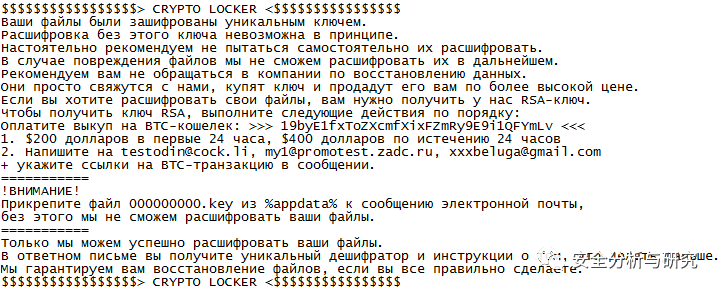 $$$$$$$$$$$$$$$$$> CRYPTO LOCKER <$$$$$$$$$$$$$$$$
Ваши файлы были зашифрованы уникальным ключем.
Расшифровка без этого ключа невозможна в принципе.
Настоятельно рекомендуем не пытаться самостоятельно их расшифровать.
В случае повреждения файлов мы не сможем расшифровать их в дальнейшем.
Рекомендуем вам не обращаться в компании по восстановлению данных.
Они просто свяжутся с нами, купят ключ и продадут его вам по более высокой цене.
Если вы хотите расшифровать свои файлы, вам нужно получить у нас RSA-ключ.
Чтобы получить ключ RSA, выполните следующие действия по порядку:
Оплатите выкуп на BTC-кошелек: >>> 19byE1fxToZXcmfXixFZmRy9E9i1QFYmLv <<<
1. $200 долларов в первые 24 часа, $400 долларов по истечению 24 часов
2. Напишите на testodin@cock.li, my1@promotest.zadc.ru, xxxbeluga@gmail.com
+ укажите ссылки на BTC-транзакцию в сообщении.
===========
!ВНИМАНИЕ!
Прикрепите файл 000000000.key из %appdata% к сообщению электронной почты,
без этого мы не сможем расшифровать ваши файлы.
===========
Только мы можем успешно расшифровать ваши файлы.
В ответном письме вы получите уникальный дешифратор и инструкции о
Мы гарантируем вам восстановление файлов, если вы все правильно сделаете.
$$$$$$$$$$$$$$$$$> CRYPTO LOCKER <$$$$$$$$$$$$$$$$
安全分析与研究